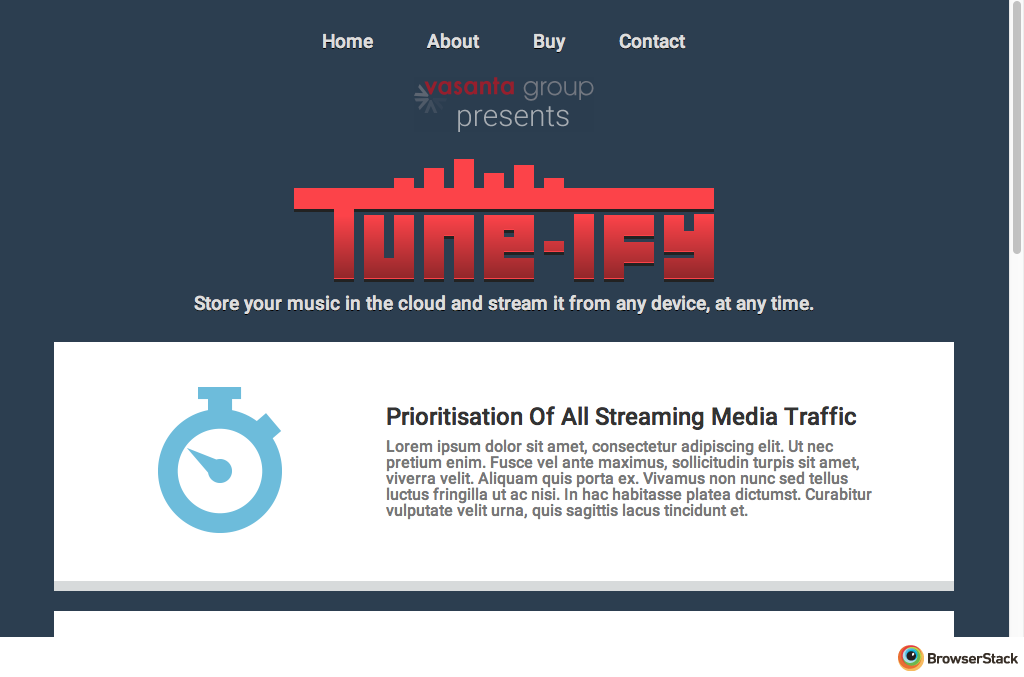 Home About Buy Contact
vasanta group
presents
Tune-Ify
Store your music in the cloud and stream it from any device, at any time.
Prioritisation Of All Streaming Media Traffic
Lorem ipsum dolor sit amet, consectetur adipiscing elit. Ut nec
pretium enim. Fusce vel ante maximus, sollicitudin turpis sit amet,
viverra velit. Aliquam quis porta ex. Vivamus non nunc sed tellus
luctus fringilla ut ac nisi. In hac habitasse platea dictumst. Curabitur
vulputate velit urna, quis sagittis lacus tincidunt et.
BrowserStack